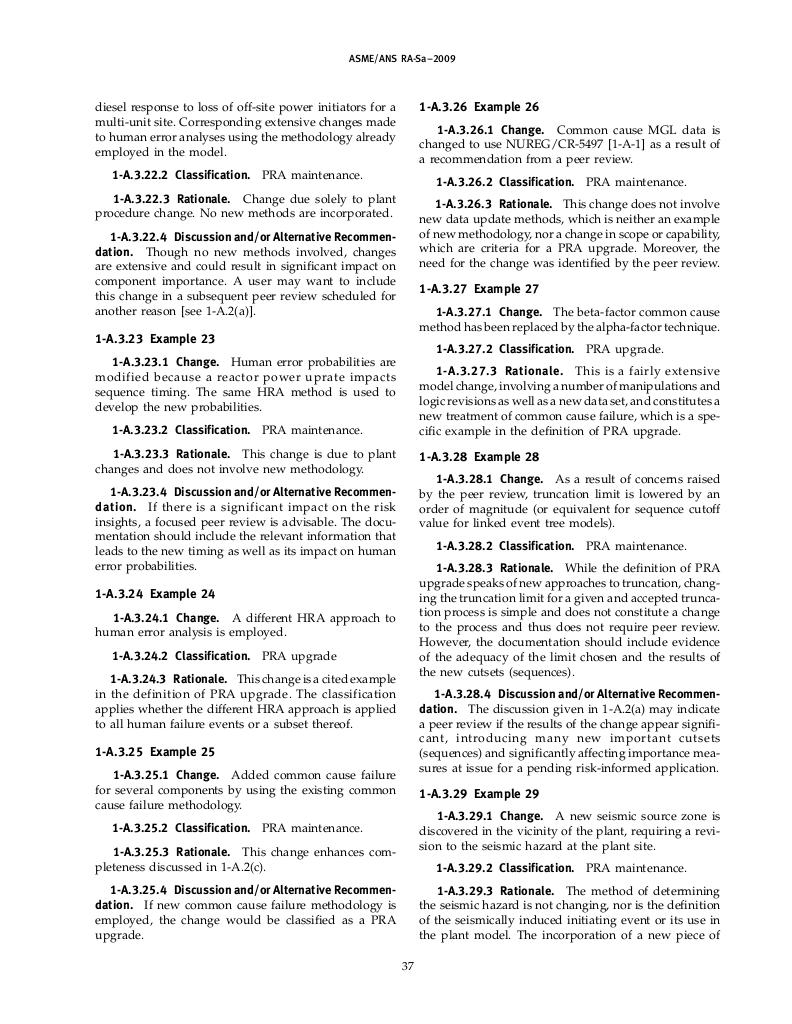 ASME/ANS RA-Sa–2009
diesel response to loss of off-site power initiators for a
multi-unit site. Corresponding extensive changes made
to human error analyses using the methodology already
employed in the model.
1-A.3.22.2 Classification. PRA maintenance.
1-A.3.22.3 Rationale. Change due solely to plant
procedure change. No new methods are incorporated.
1-A.3.22.4 Discussion and/or Alternative Recommen-
dation. Though no new methods involved, changes
are extensive and could result in significant impact on
component importance. A user may want to include
this change in a subsequent peer review scheduled for
another reason [see 1-A.2(a)].
1-A.3.23 Example 23
1-A.3.23.1 Change. Human error probabilities are
modified because a reactor power uprate impacts
sequence timing. The same HRA method is used to
develop the new probabilities.
1-A.3.23.2 Classification. PRA maintenance.
1-A.3.23.3 Rationale. This change is due to plant
changes and does not involve new methodology.
1-A.3.23.4 Discussion and/or Alternative Recommen-
dation. If there is a significant impact on the risk
insights, a focused peer review is advisable. The docu-
mentation should include the relevant information that
leads to the new timing as well as its impact on human
error probabilities.
1-A.3.24 Example 24
1-A.3.24.1 Change. A different HRA approach to
human error analysis is employed.
1-A.3.24.2 Classification. PRA upgrade
1-A.3.24.3 Rationale. This change is a cited example
in the definition of PRA upgrade. The classification
applies whether the different HRA approach is applied
to all human failure events or a subset thereof.
1-A.3.25 Example 25
1-A.3.25.1 Change. Added common cause failure
for several components by using the existing common
cause failure methodology.
1-A.3.25.2 Classification. PRA maintenance.
1-A.3.25.3 Rationale. This change enhances com-
pleteness discussed in 1-A.2(c).
1-A.3.25.4 Discussion and/or Alternative Recommen-
dation. If new common cause failure methodology is
employed, the change would be classified as a PRA
upgrade.
1-A.3.26 Example 26
1-A.3.26.1 Change. Common cause MGL data is
changed to use NUREG/CR-5497 [1-A-1] as a result of
a recommendation from a peer review.
1-A.3.26.2 Classification. PRA maintenance.
1-A.3.26.3 Rationale. This change does not involve
new data update methods, which is neither an example
of new methodology, nor a change in scope or capability,
which are criteria for a PRA upgrade. Moreover, the
need for the change was identified by the peer review.
1-A.3.27 Example 27
1-A.3.27.1 Change. The beta-factor common cause
method has been replaced by the alpha-factor technique.
1-A.3.27.2 Classification. PRA upgrade.
1-A.3.27.3 Rationale. This is a fairly extensive
model change, involving a number of manipulations and
logic revisions as well as a new data set, and constitutes a
new treatment of common cause failure, which is a spe-
cific example in the definition of PRA upgrade.
1-A.3.28 Example 28
1-A.3.28.1 Change. As a result of concerns raised
by the peer review, truncation limit is lowered by an
order of magnitude (or equivalent for sequence cutoff
value for linked event tree models).
1-A.3.28.2 Classification. PRA maintenance.
1-A.3.28.3 Rationale. While the definition of PRA
upgrade speaks of new approaches to truncation, chang-
ing the truncation limit for a given and accepted trunca-
tion process is simple and does not constitute a change
to the process and thus does not require peer review.
However, the documentation should include evidence
of the adequacy of the limit chosen and the results of
the new cutsets (sequences).
1-A.3.28.4 Discussion and/or Alternative Recommen-
dation. The discussion given in 1-A.2(a) may indicate
a peer review if the results of the change appear signifi-
cant, introducing many new important cutsets
(sequences) and significantly affecting importance mea-
sures at issue for a pending risk-informed application.
1-A.3.29 Example 29
1-A.3.29.1 Change. A new seismic source zone is
discovered in the vicinity of the plant, requiring a revi-
sion to the seismic hazard at the plant site.
1-A.3.29.2 Classification. PRA maintenance.
1-A.3.29.3 Rationale. The method of determining
the seismic hazard is not changing, nor is the definition
of the seismically induced initiating event or its use in
the plant model. The incorporation of a new piece of
37